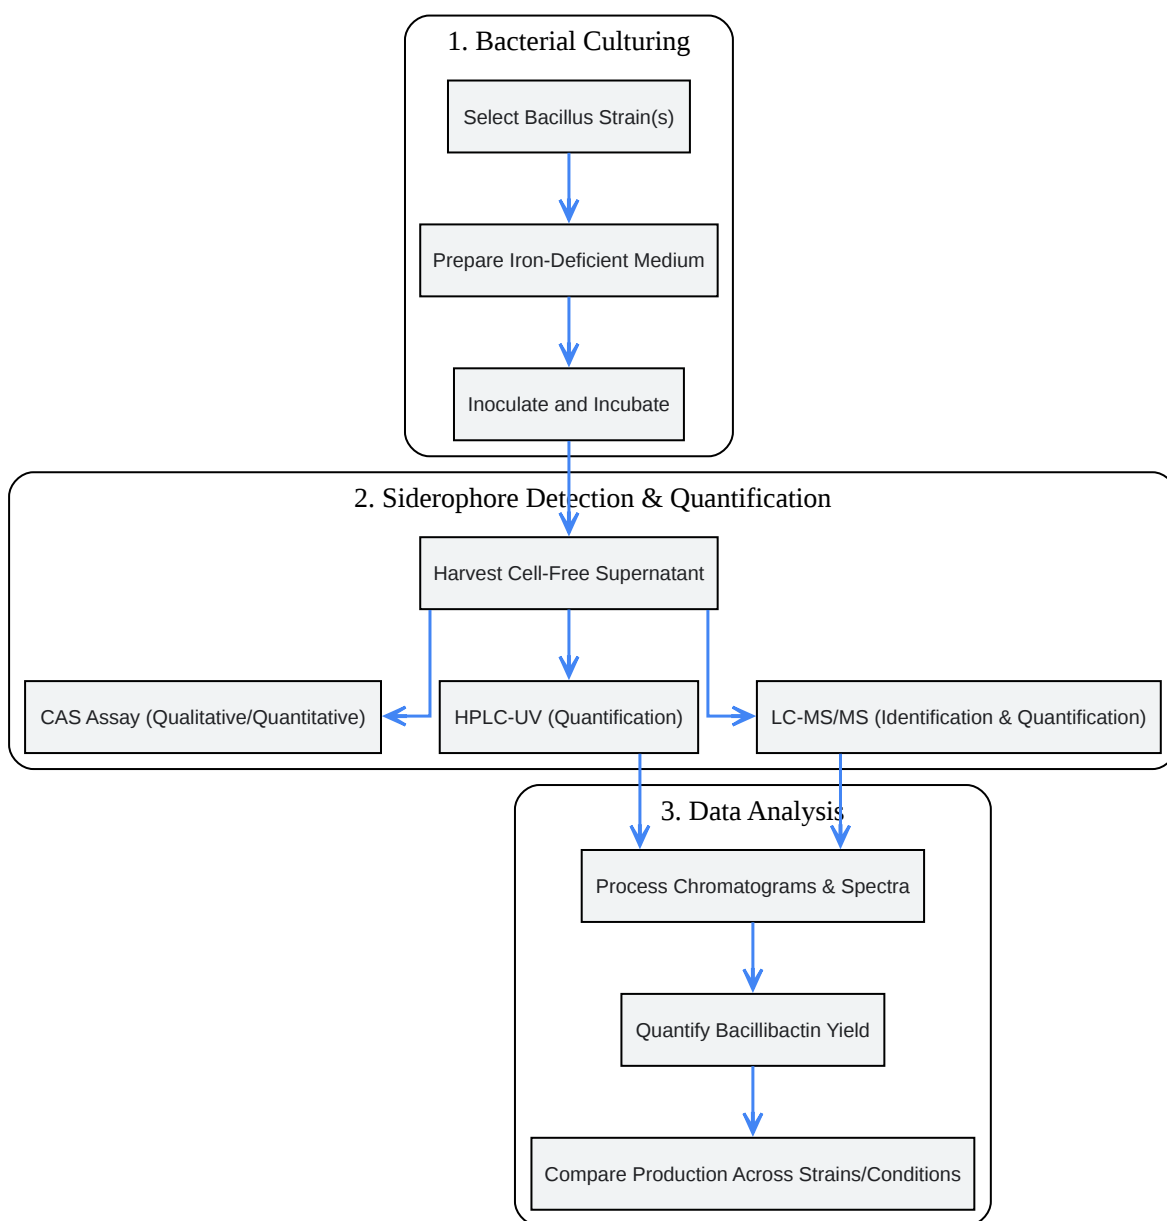 1. Bacterial Culturing
Select Bacillus Strain(s)
Prepare Iron-Deficient Medium
Inoculate and Incubate
2. Siderophore Detection & Quantification
Harvest Cell-Free Supernatant
CAS Assay (Qualitative/Quantitative)
HPLC-UV (Quantification)
LC-MS/MS (Identification & Quantification)
3. Data Analysis
Process Chromatograms & Spectra
Quantify Bacillibactin Yield
Compare Production Across Strains/Conditions